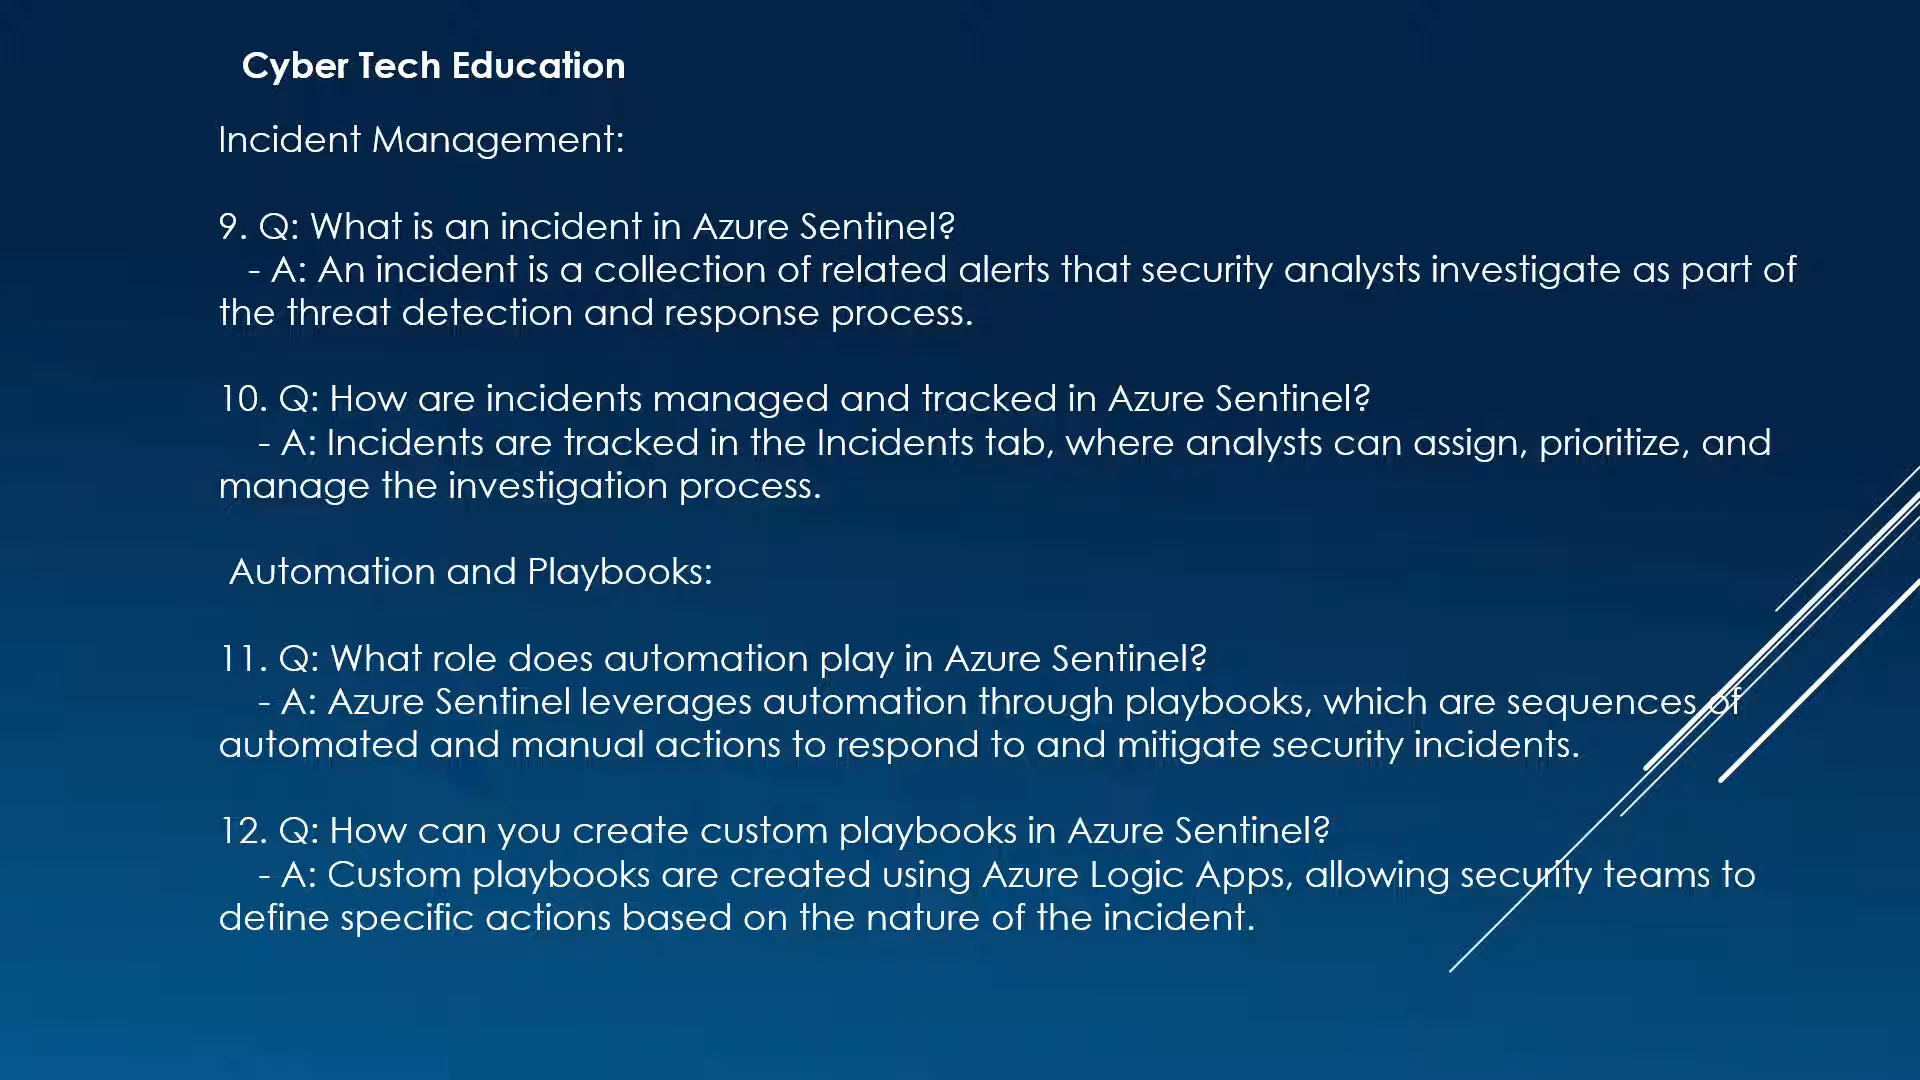 Cyber Tech Education
Incident Management:
9. Q: What is an incident in Azure Sentinel?
- A: An incident is a collection of related alerts that security analysts investigate as part of
the threat detection and response process.
10. Q: How are incidents managed and tracked in Azure Sentinel?
- A: Incidents are tracked in the Incidents tab, where analysts can assign, prioritize, and
manage the investigation process.
Automation and Playbooks:
11. Q: What role does automation play in Azure Sentinel?
- A: Azure Sentinel leverages automation through playbooks, which are sequences of
automated and manual actions to respond to and mitigate security incidents.
12. Q: How can you create custom playbooks in Azure Sentinel?
- A: Custom playbooks are created using Azure Logic Apps, allowing security teams to
define specific actions based on the nature of the incident.